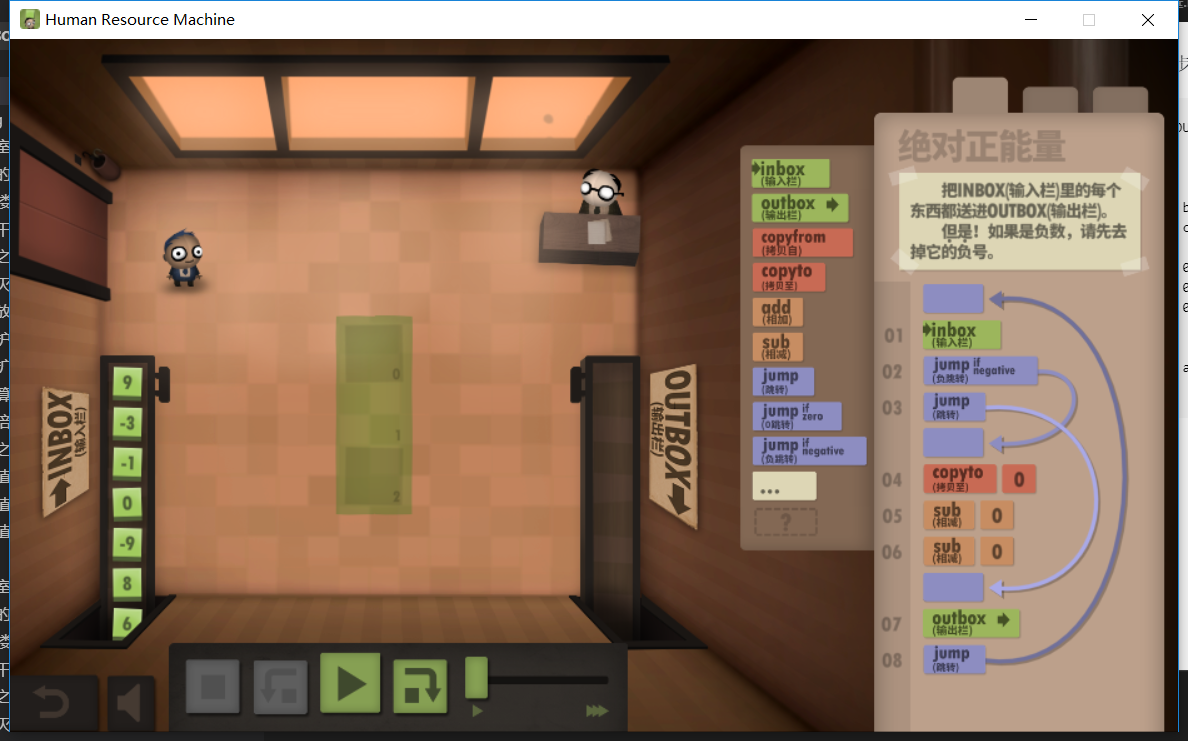 Human Resource Machine
绝对正能量
把INBOX(输入栏)里的每个
东西都送进OUTBOX(输出栏)。
但是！如果是负数，请先去
掉它的负号。
inbox
(输入栏)
outbox
(输出栏)
copyfrom
(拷贝自)
copyto
(拷贝至)
add
(相加)
sub
(相减)
jump
(跳转)
jump if zero
(0跳转)
jump if negative
(负跳转)
...
?
01 inbox
(输入栏)
02 jump if negative
(负跳转)
03 jump
(跳转)
04 copyto 0
(拷贝至)
05 sub 0
(相减)
06 sub 0
(相减)
07 outbox
(输出栏)
08 jump
(跳转)
INBOX
(输入栏)
9
-3
-1
0
-9
8
6
0
1
2
OUTBOX
(输出栏)